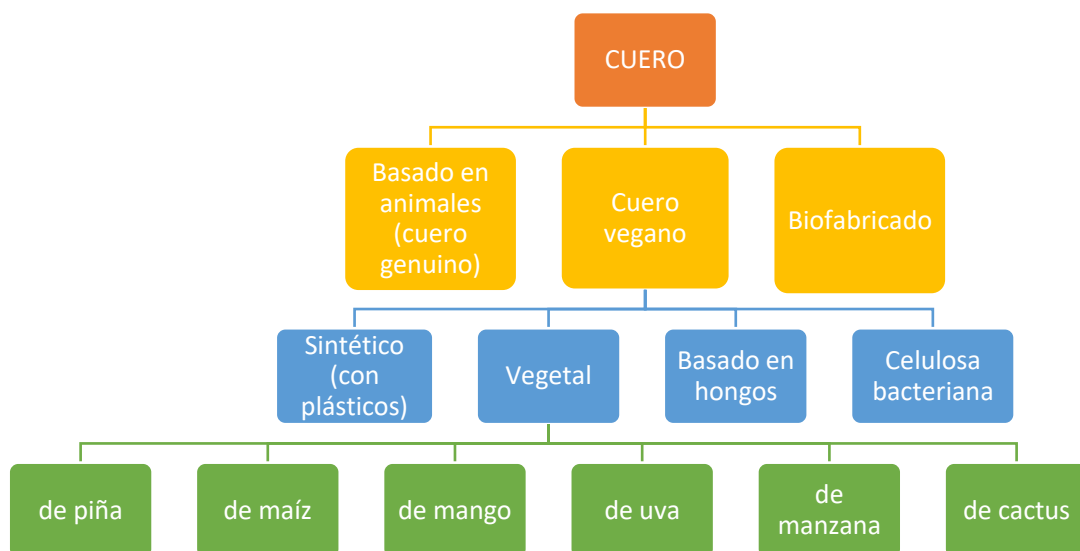 CUERO
Basado en
animales
(cuero
genuino)
Cuero
vegano
Biofabricado
Sintético
(con
plásticos)
Vegetal
Basado en
hongos
Celulosa
bacteriana
de piña
de maíz
de mango
de uva
de
manzana
de cactus